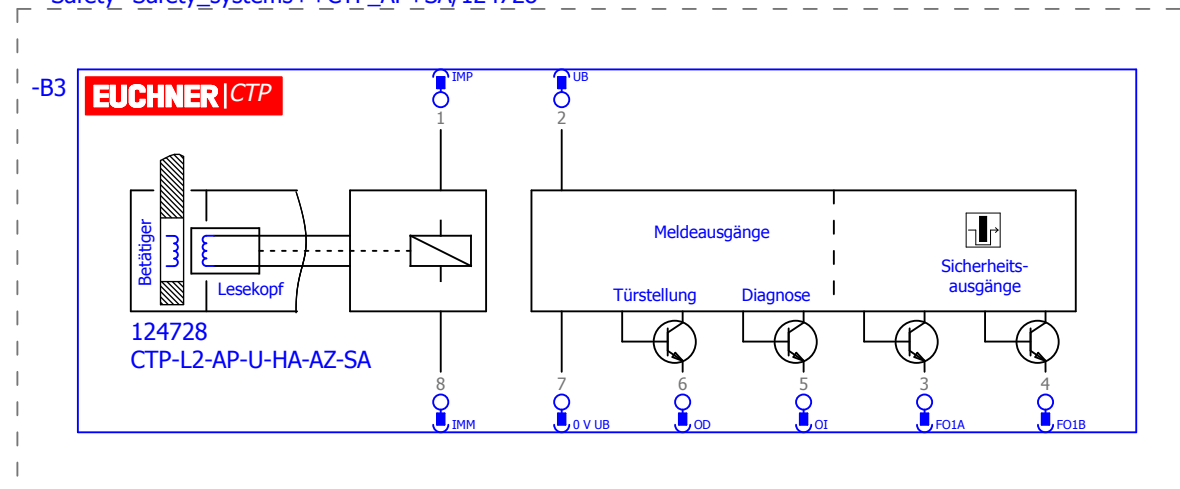 -B3
EUCHNER CTP
IMP
UB
1
2
Betätiger
Lesekopf
Meldeausgänge
Türstellung
Diagnose
Sicherheits-
ausgänge
124728
CTP-L2-AP-U-HA-AZ-SA
8
7
6
5
3
4
IMM
0 V UB
OD
OI
FO1A
FO1B